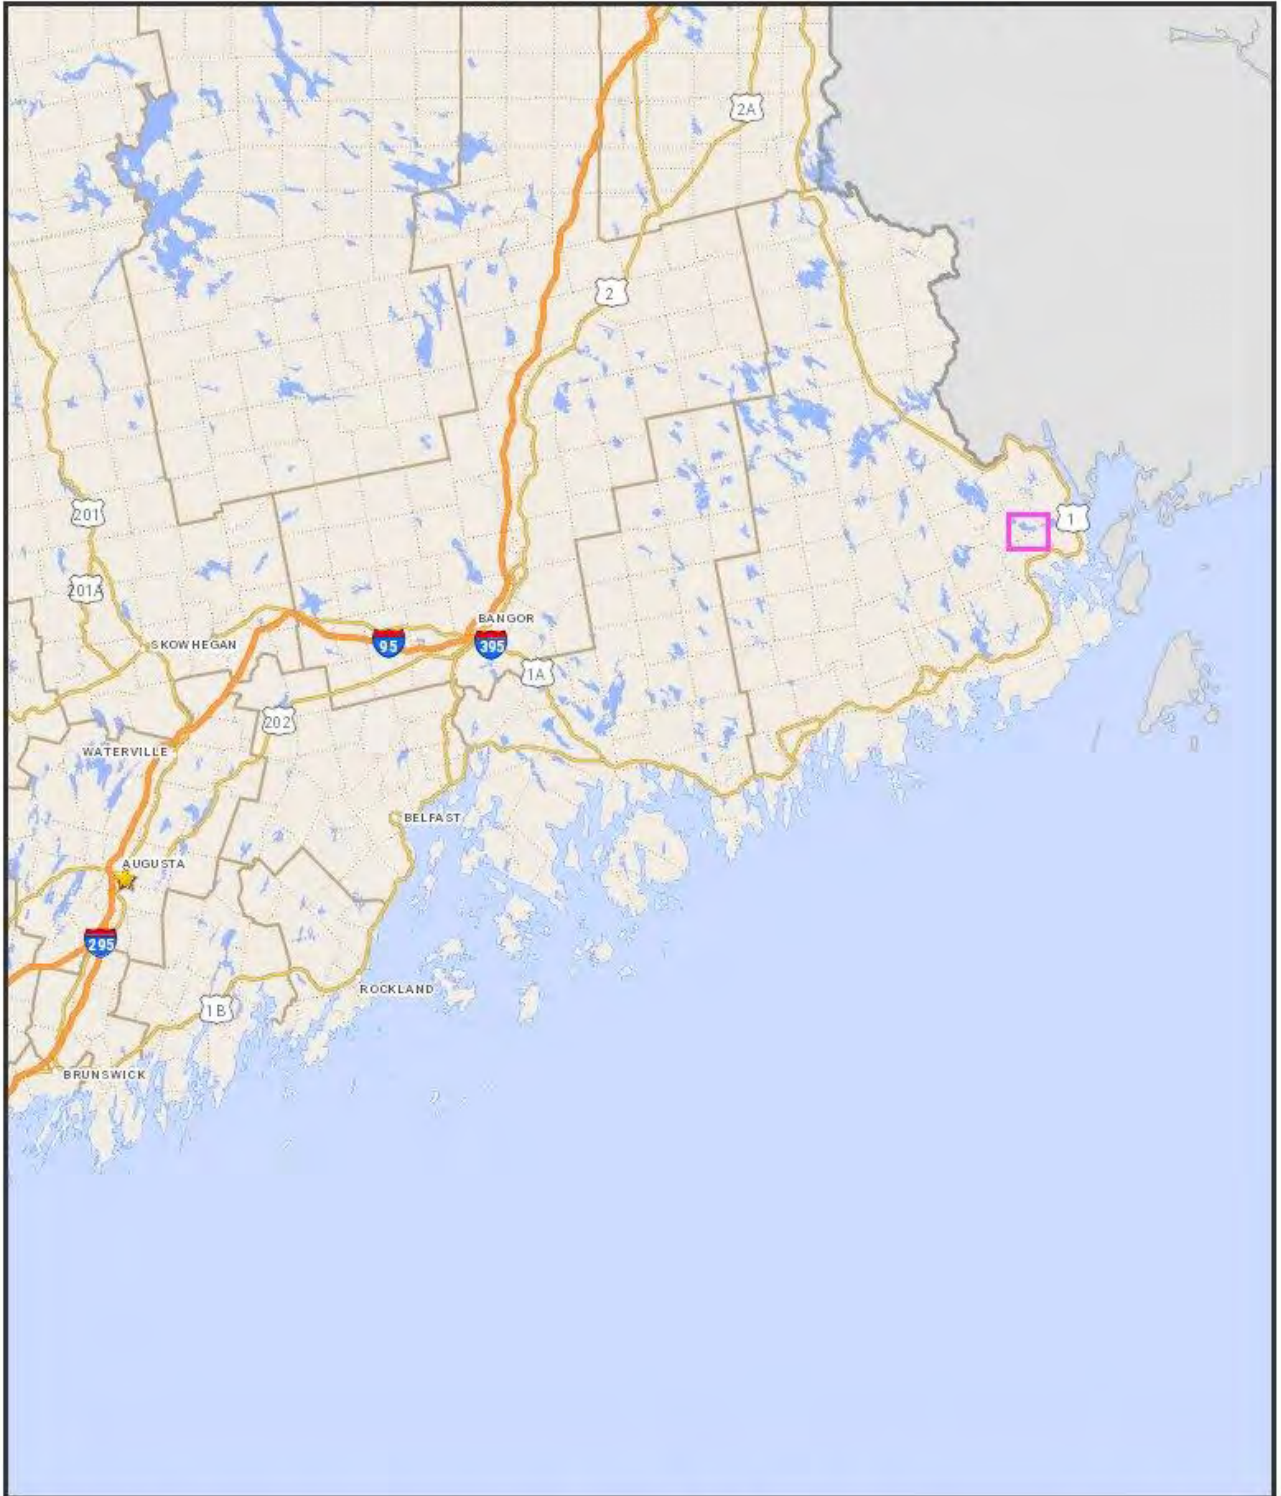 2A
2
201
1
201A
BANGOR
SKOWHEGAN
95
395
1A
202
WATERVILLE
BELFAST
AUGUSTA
295
ROCKLAND
1B
BRUNSWICK